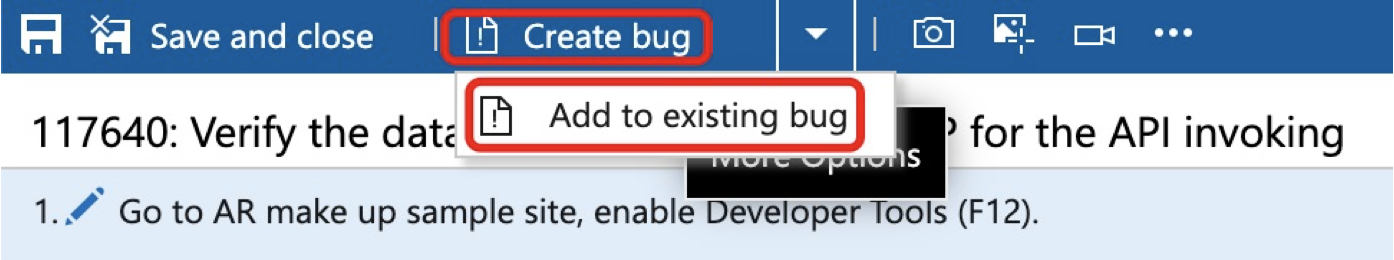 Save and close Create bug
Add to existing bug
117640: Verify the data for the API invoking
More Options
1. Go to AR make up sample site, enable Developer Tools (F12).